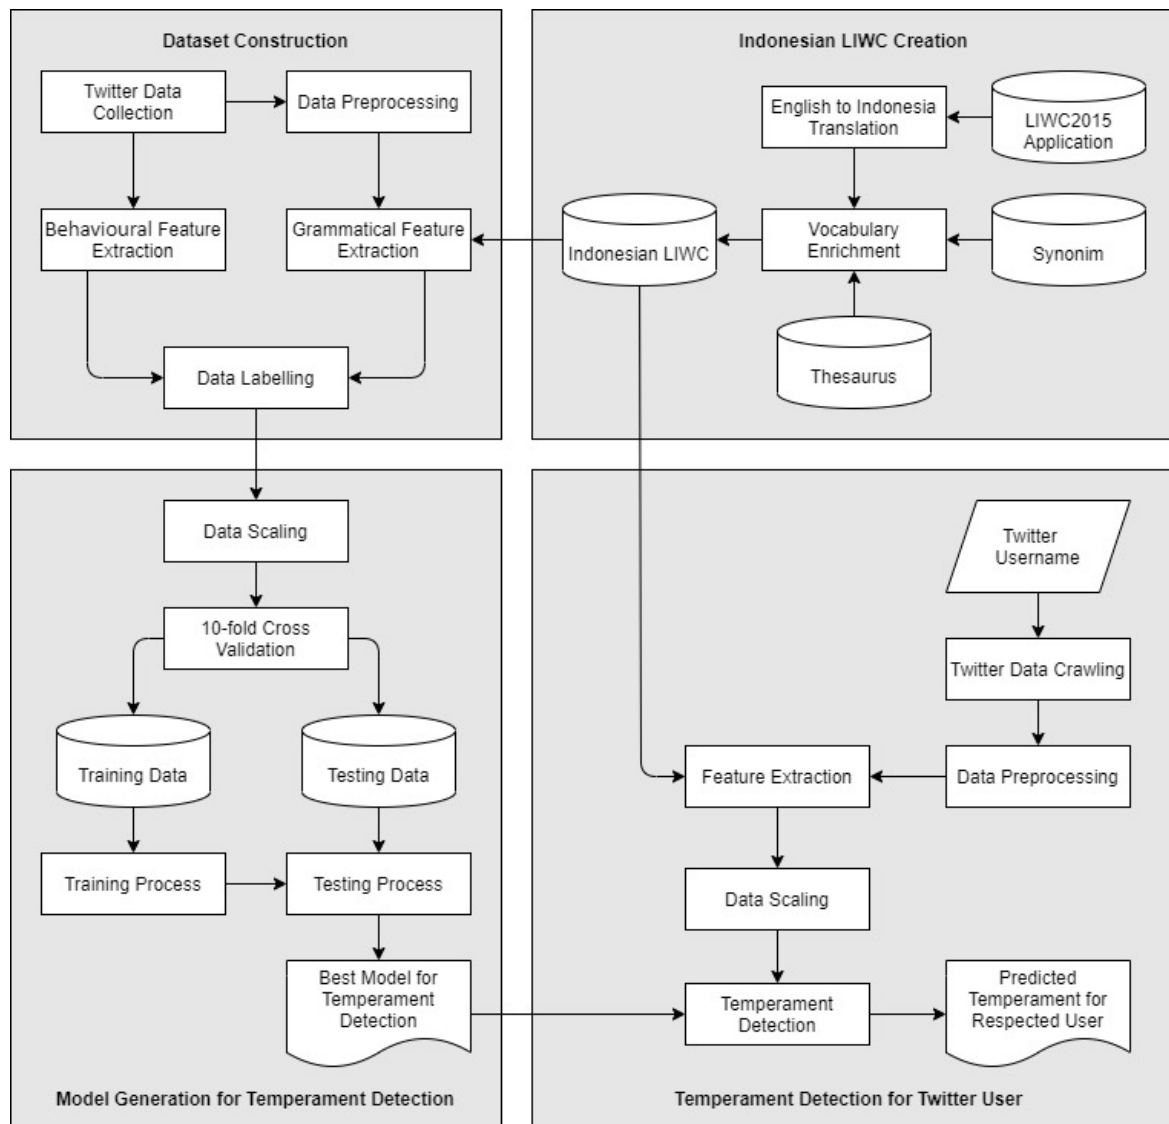 Dataset Construction
Twitter Data
Collection
Data Preprocessing
Behavioural Feature
Extraction
Grammatical Feature
Extraction
Data Labelling
Indonesian LIWC Creation
English to Indonesia
Translation
LIWC2015
Application
Indonesian LIWC
Vocabulary
Enrichment
Synonim
Thesaurus
Data Scaling
10-fold Cross
Validation
Training Data
Testing Data
Training Process
Testing Process
Best Model for
Temperament
Detection
Model Generation for Temperament Detection
Twitter
Username
Twitter Data Crawling
Feature Extraction
Data Preprocessing
Data Scaling
Temperament
Detection
Predicted
Temperament for
Respected User
Temperament Detection for Twitter User